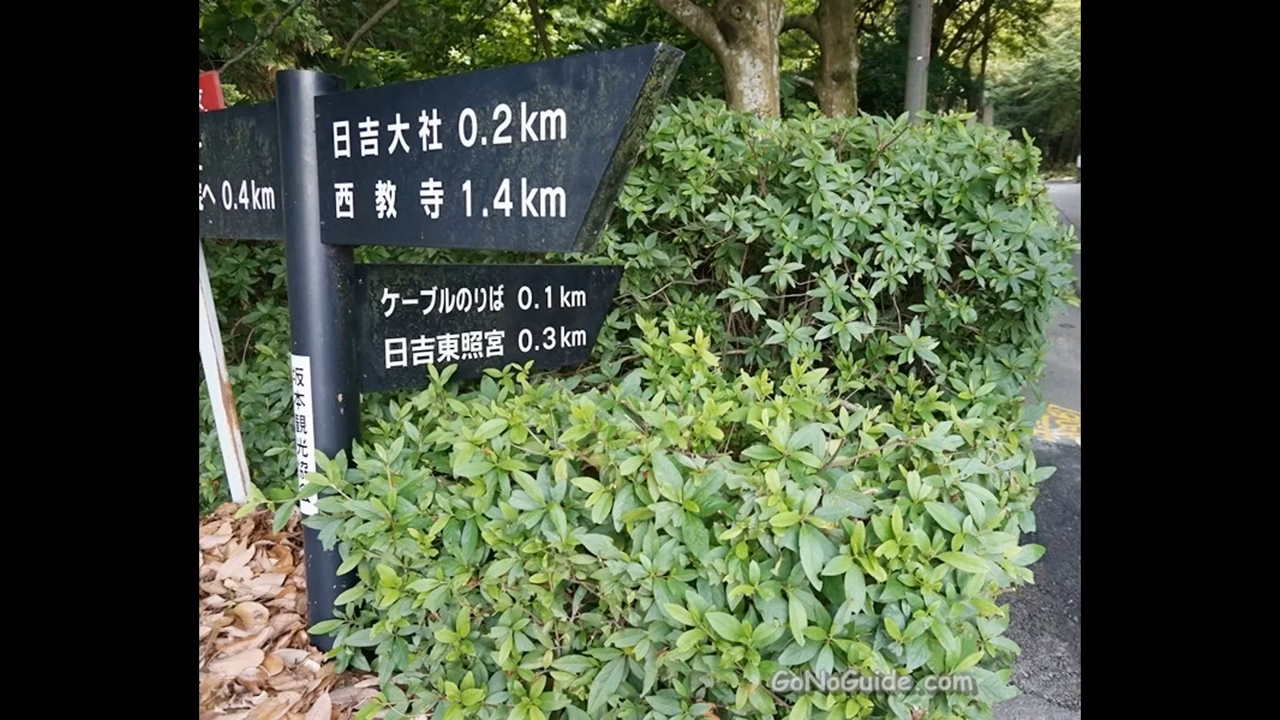 日吉大社 0.2km
西教寺 1.4km
へ 0.4km
ケーブルのりば 0.1km
日吉東照宮 0.3km
坂本観光
GoNoGuide.com